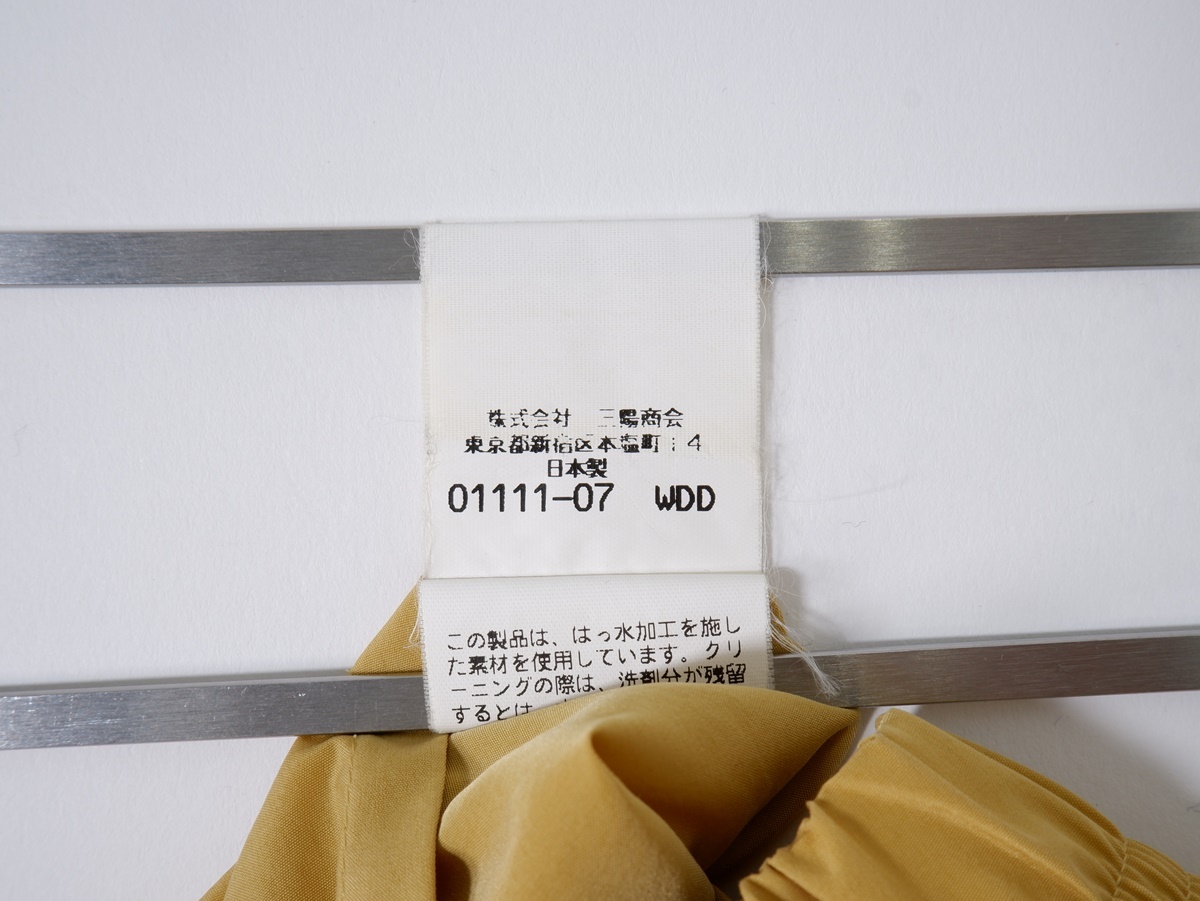 株式会社 三陽商会
東京都新宿区本塩町14
日本製
01111-07 WDD
この製品は、はっ水加工を施し
た素材を使用しています。クリ
ーニングの際は、洗剤分が残留
するとは